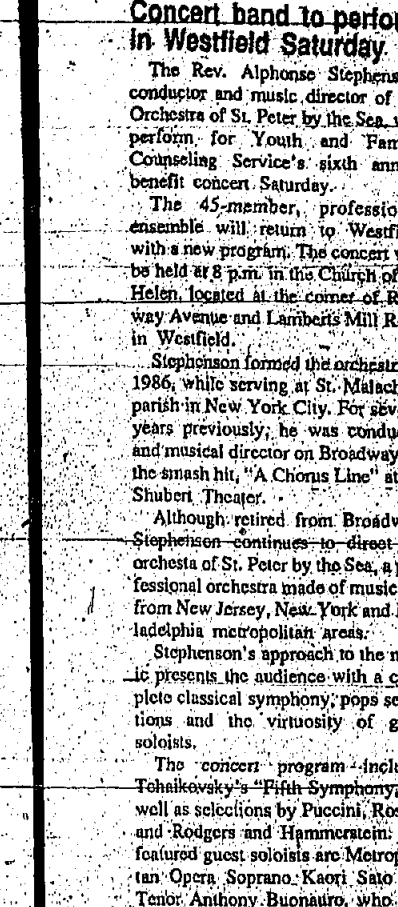 Concert band to perfo
in Westfield Saturday
The Rev. Alphonse Stephens
conductor and music director of
Orchestra of St. Peter by the Sea,
perform for Youth and Fam
Counseling Service's sixth ann
benefit concert Saturday.
The 45-member, professio
ensemble will return to Westfi
with a new program. The concert w
be held at 8 p.m. in the Church of
Helen, located at the corner of R
way Avenue and Lamberts Mill R
in Westfield.
Stephenson formed the orchestr
1986, while serving at St. Malach
parish in New York City. For sev
years previously, he was condu
and musical director on Broadway
the smash hit, "A Chorus Line" at
Shubert Theater.
Although retired from Broadw
Stephenson continues to direct
orchesta of St. Peter by the Sea, a p
fessional orchestra made of music
from New Jersey, New York and
ladelphia metropolitan areas.
Stephenson's approach to the m
ic presents the audience with a c
plete classical symphony, pops se
tions and the virtuosity of g
soloists.
The concert program incl
Tchaikovsky's "Fifth Symphony,
well as selections by Puccini, Ros
and Rodgers and Hammerstein.
featured guest soloists are Metrop
tan Opera Soprano Kaori Sato
Tenor Anthony Buonauro, who